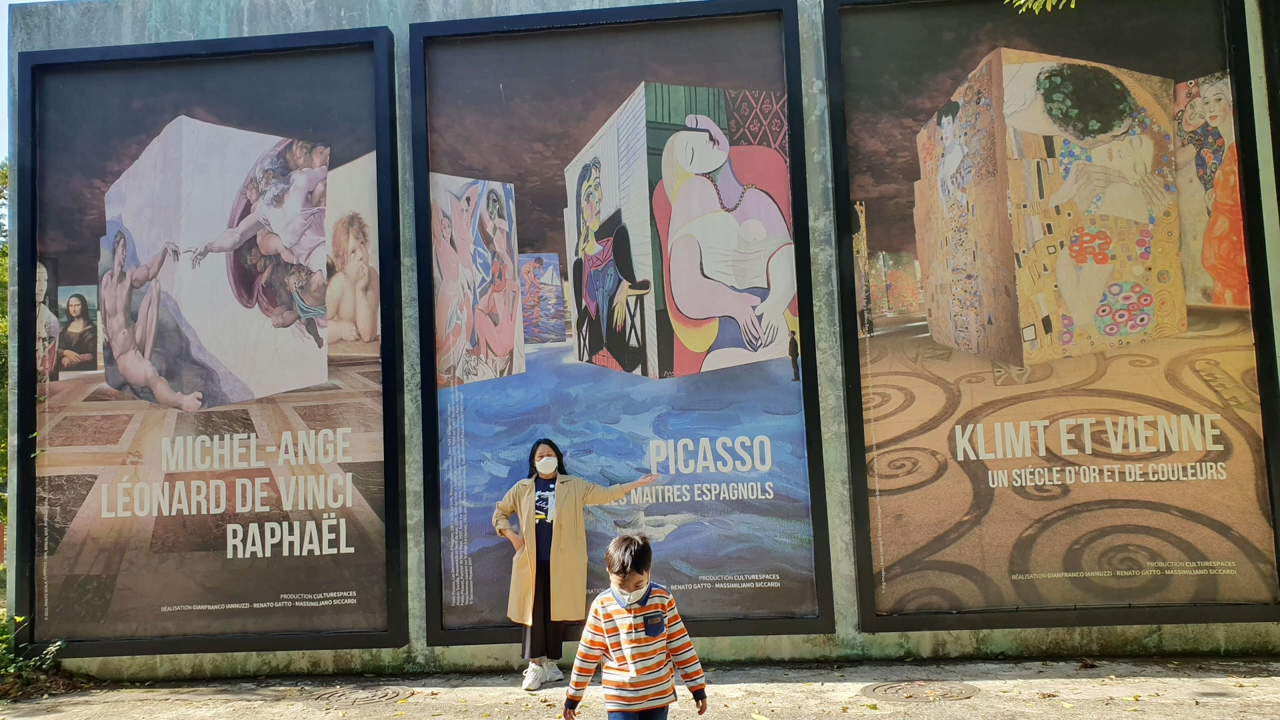 MICHEL-ANGE
LÉONARD DE VINCI
RAPHAËL
PRODUCTION CULTURESPACES
RÉALISATION GIANFRANCO IANNUZZI - RENATO GATTO - MASSIMILIANO SICCARDI
PICASSO
MAITRES ESPAGNOLS
PRODUCTION CULTURESPACES
IANNUZZI - RENATO GATTO - MASSIMILIANO SICCARDI
KLIMT ET VIENNE
UN SIÉCLE D'OR ET DE COULEURS
PRODUCTION CULTURESPACES
RÉALISATION GIANFRANCO IANNUZZI - RENATO GATTO - MASSIMILIANO SICCARDI